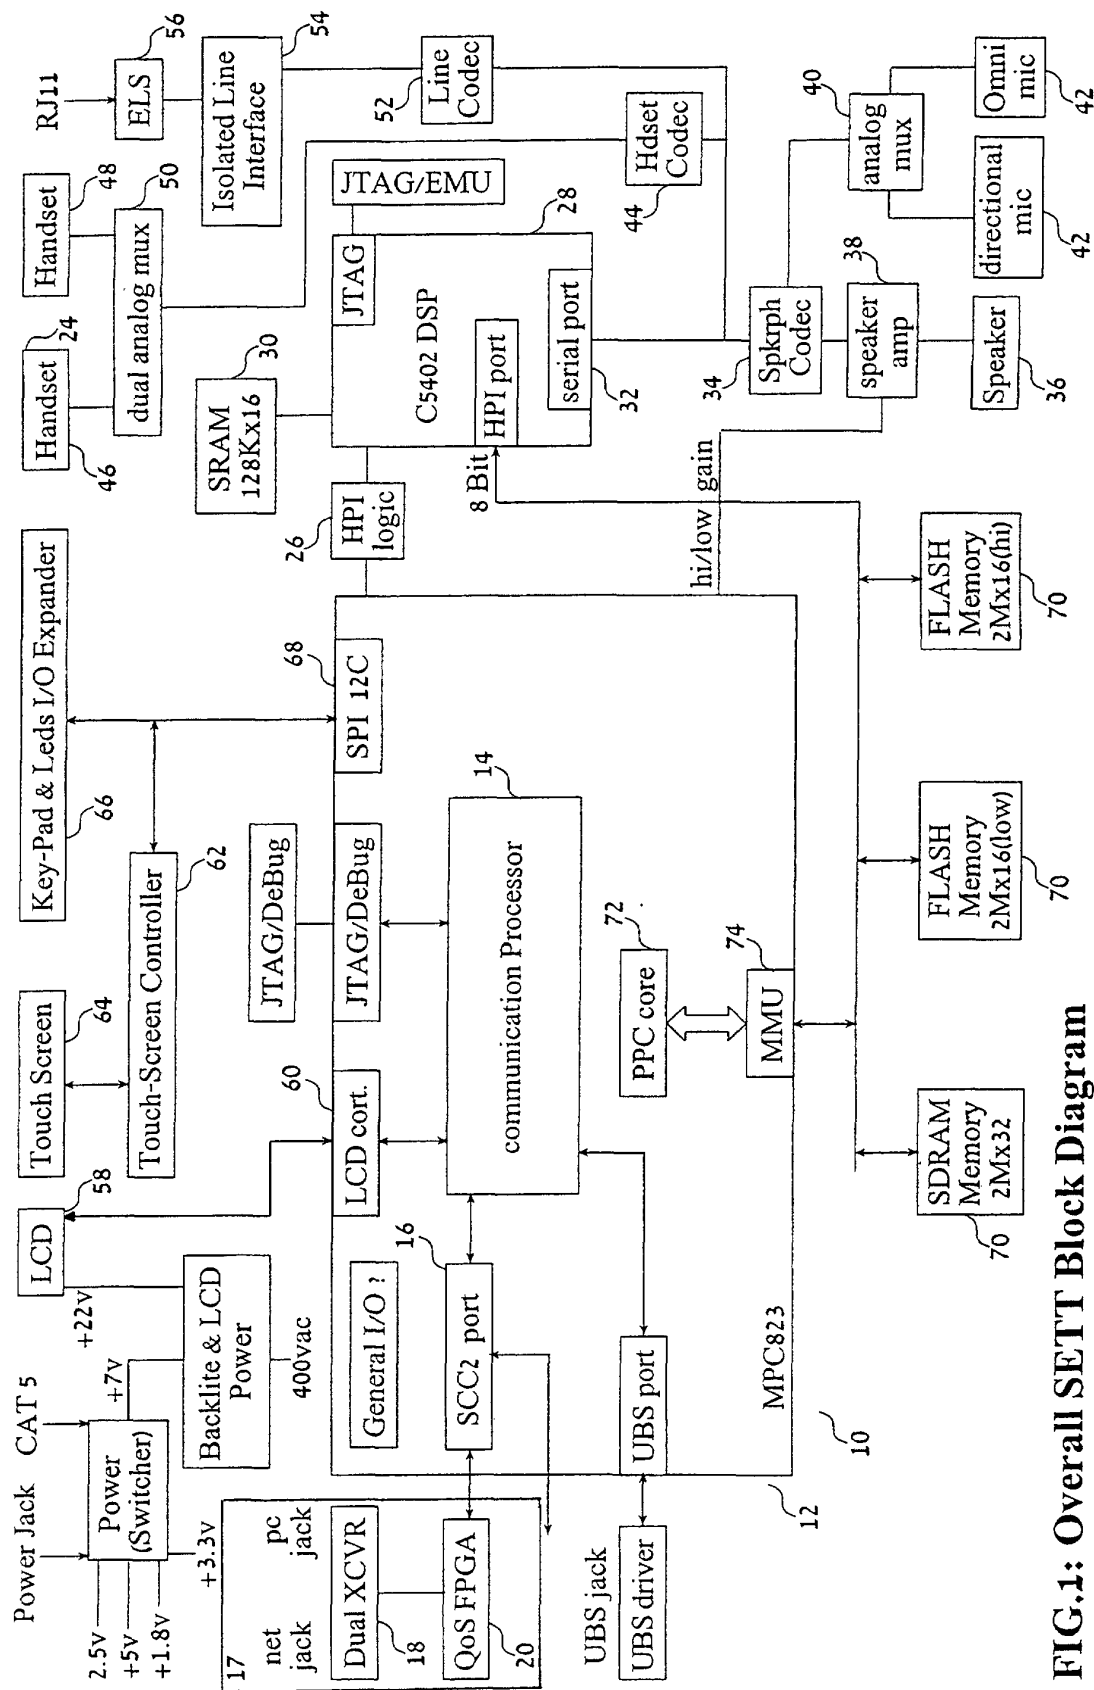 Power Jack
CAT 5
Power
(Switcher)
2.5v
+5v
+1.8v
+3.3v
+7v
+22v
LCD
58
Backlite & LCD
Power
400vac
Touch Screen
64
Touch-Screen Controller
62
Key-Pad & Leds I/O Expander
66
Handset
46
24
Handset
48
dual analog mux
50
RJ11
ELS
56
Isolated Line
Interface
54
17
net
jack
pc
jack
Dual XCVR
18
QoS FPGA
20
General I/O ?
SCC2 port
16
LCD cort.
60
JTAG/DeBug
JTAG/DeBug
SPI 12C
68
communication Processor
14
HPI
logic
26
SRAM
128Kx16
30
JTAG
JTAG/EMU
C5402 DSP
28
HPI port
8 Bit
serial port
32
Line
Codec
52
Hdset
Codec
44
UBS jack
UBS driver
UBS port
PPC core
72
MMU
74
MPC823
10
12
hi/low gain
Spkrph
Codec
34
speaker
amp
38
Speaker
36
analog
mux
40
directional
mic
42
Omni
mic
42
SDRAM
Memory
2Mx32
70
FLASH
Memory
2Mx16(low)
70
FLASH
Memory
2Mx16(hi)
70
FIG.1: Overall SETT Block Diagram